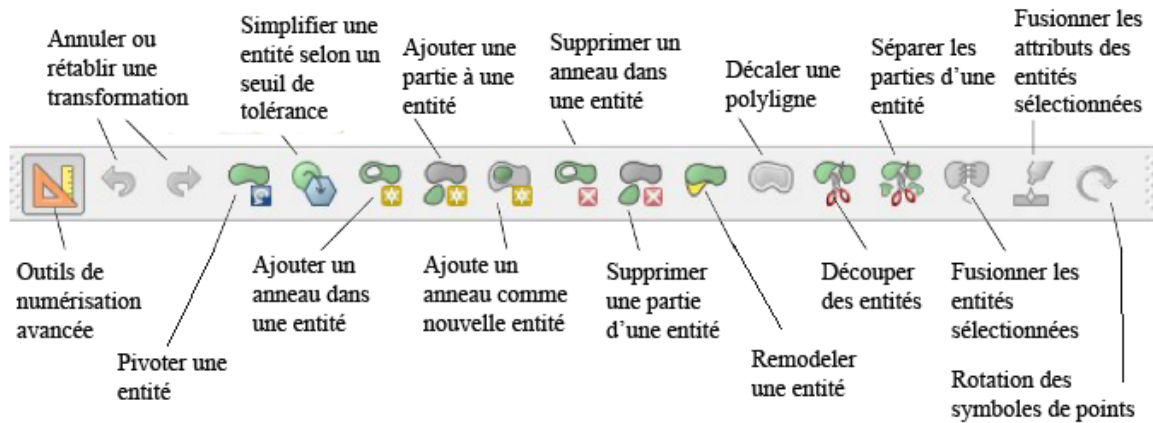 Annuler ou
rétablir une
transformation
Simplifier une
entité selon un
seuil de
tolérance
Ajouter une
partie à une
entité
Supprimer un
anneau dans
une entité
Décaler une
polyligne
Séparer les
parties d’une
entité
Fusionner les
attributs des
entités
sélectionnées
Outils de
numérisation
avancée
Pivoter une
entité
Ajouter un
anneau dans
une entité
Ajoute un
anneau comme
nouvelle entité
Supprimer
une partie
d’une entité
Remodeler
une entité
Découper
des entités
Fusionner les
entités
sélectionnées
Rotation des
symboles de points